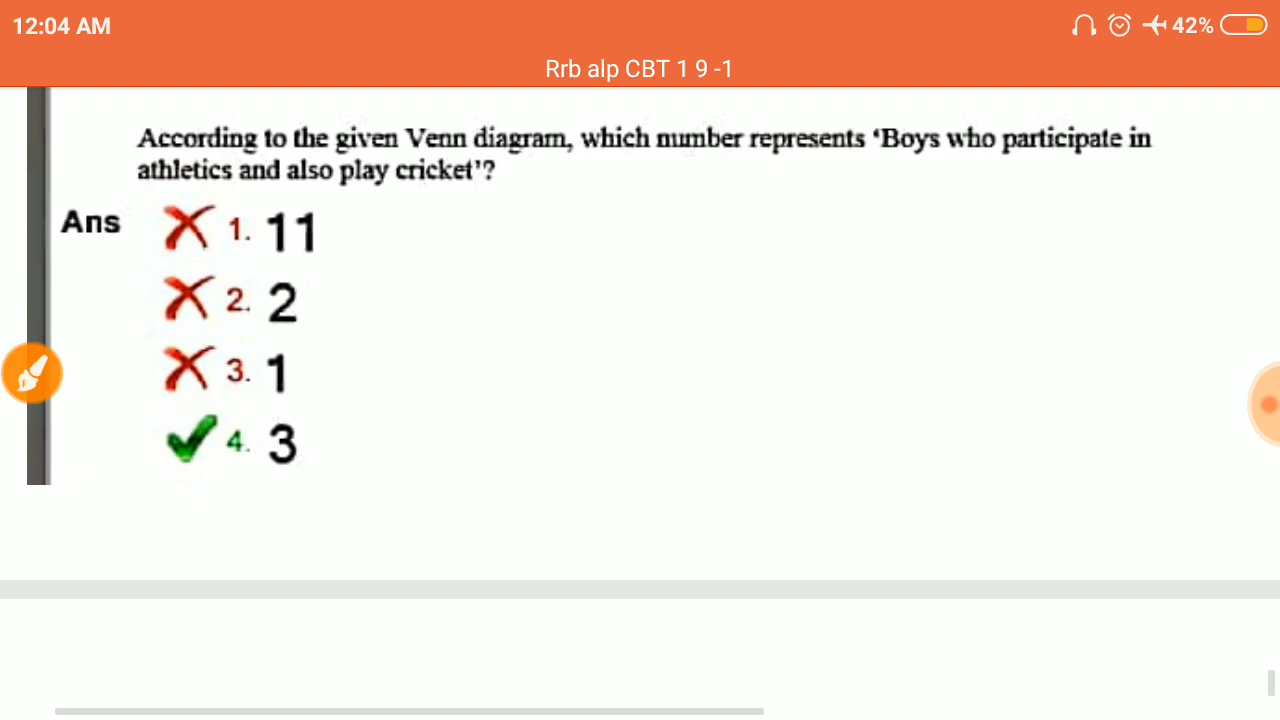 12:04 AM
42%
Rrb alp CBT 1 9 -1
According to the given Venn diagram, which number represents ‘Boys who participate in
athletics and also play cricket’?
Ans
1. 11
2. 2
3. 1
4. 3